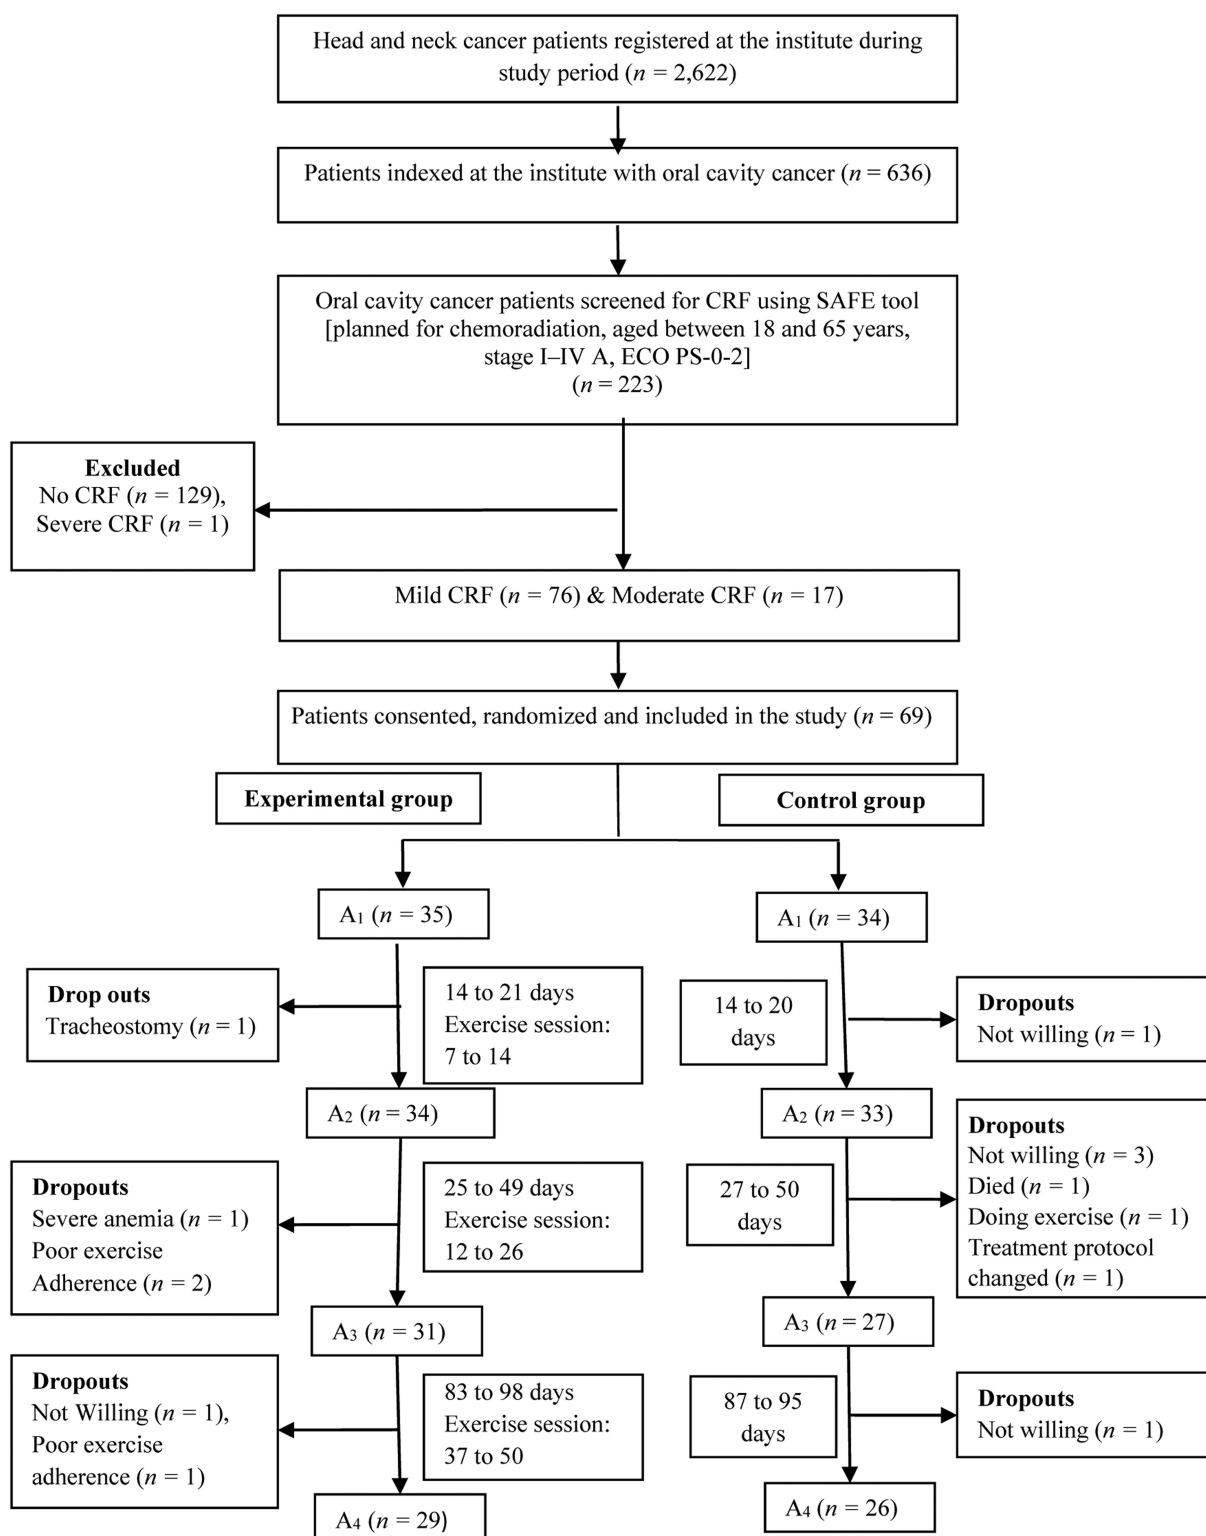 Head and neck cancer patients registered at the institute during
study period (n = 2,622)
Patients indexed at the institute with oral cavity cancer (n = 636)
Oral cavity cancer patients screened for CRF using SAFE tool
[planned for chemoradiation, aged between 18 and 65 years,
stage I–IV A, ECO PS-0-2]
(n = 223)
Excluded
No CRF (n = 129),
Severe CRF (n = 1)
Mild CRF (n = 76) & Moderate CRF (n = 17)
Patients consented, randomized and included in the study (n = 69)
Experimental group
Control group
A1 (n = 35)
A1 (n = 34)
Drop outs
Tracheostomy (n = 1)
14 to 21 days
Exercise session:
7 to 14
14 to 20
days
Dropouts
Not willing (n = 1)
A2 (n = 34)
A2 (n = 33)
Dropouts
Severe anemia (n = 1)
Poor exercise
Adherence (n = 2)
25 to 49 days
Exercise session:
12 to 26
27 to 50
days
Dropouts
Not willing (n = 3)
Died (n = 1)
Doing exercise (n = 1)
Treatment protocol
changed (n = 1)
A3 (n = 31)
A3 (n = 27)
Dropouts
Not Willing (n = 1),
Poor exercise
adherence (n = 1)
83 to 98 days
Exercise session:
37 to 50
87 to 95
days
Dropouts
Not willing (n = 1)
A4 (n = 29)
A4 (n = 26)